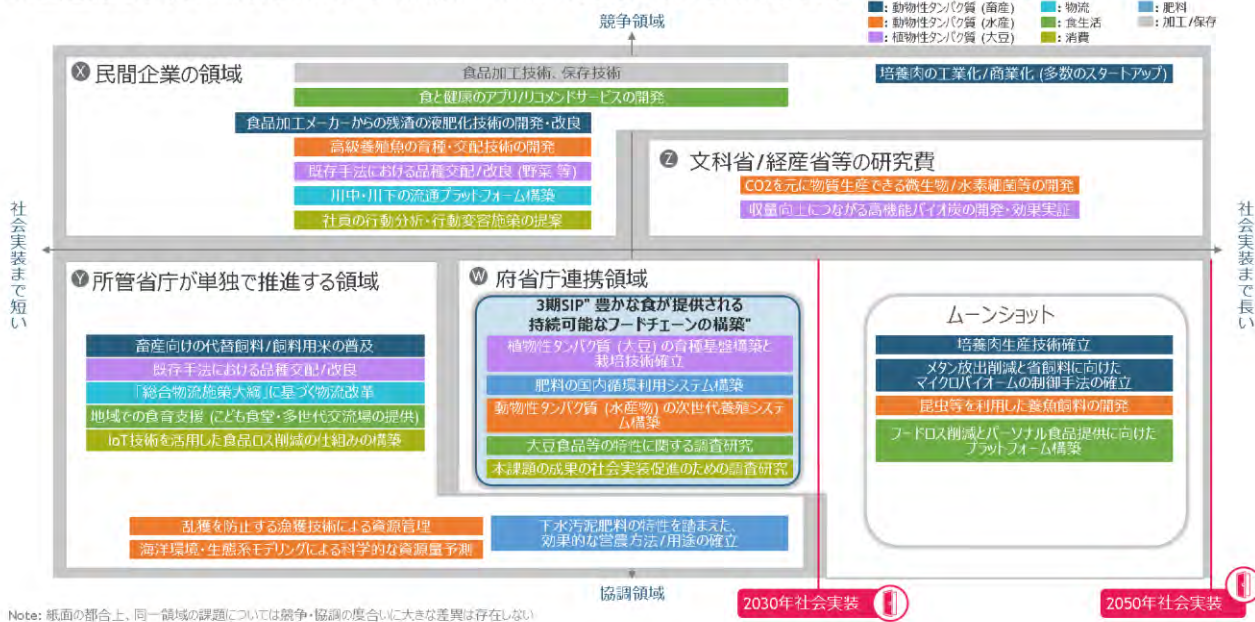 競争領域
: 動物性タンパク質 (畜産)
: 動物性タンパク質 (水産)
: 植物性タンパク質 (大豆)
: 物流
: 食生活
: 消費
: 肥料
: 加工/保存
X 民間企業の領域
食品加工技術、保存技術
食と健康のアプリ/リコメンドサービスの開発
食品加工メーカーからの残渣の液肥化技術の開発・改良
高級養殖魚の育種・交配技術の開発
既存手法における品種交配/改良 (野菜 等)
川中・川下の流通プラットフォーム構築
社員の行動分析・行動変容施策の提案
培養肉の工業化/商業化 (多数のスタートアップ)
Z 文科省/経産省等の研究費
CO2を元に物質生産できる微生物/水素細菌等の開発
収量向上につながる高機能バイオ炭の開発・効果実証
社会実装まで短い
社会実装まで長い
Y 所管省庁が単独で推進する領域
畜産向けの代替飼料/飼料用米の普及
既存手法における品種交配/改良
「総合物流施策大綱」に基づく物流改革
地域での食育支援 (こども食堂・多世代交流場の提供)
IoT技術を活用した食品ロス削減の仕組みの構築
乱獲を防止する漁獲技術による資源管理
海洋環境・生態系モデリングによる科学的な資源量予測
W 府省庁連携領域
3期SIP" 豊かな食が提供される
持続可能なフードチェーンの構築"
植物性タンパク質 (大豆) の育種基盤構築と
栽培技術確立
肥料の国内循環利用システム構築
動物性タンパク質 (水産物) の次世代養殖システ
ム構築
大豆食品等の特性に関する調査研究
本課題の成果の社会実装促進のための調査研究
下水汚泥肥料の特性を踏まえた、
効果的な営農方法/用途の確立
ムーンショット
培養肉生産技術確立
メタン放出削減と省飼料に向けた
マイクロバイオームの制御手法の確立
昆虫等を利用した養魚飼料の開発
フードロス削減とパーソナル食品提供に向けた
プラットフォーム構築
協調領域
2030年社会実装
2050年社会実装
Note: 紙面の都合上、同一領域の課題については競争・協調の度合いに大きな差異は存在しない